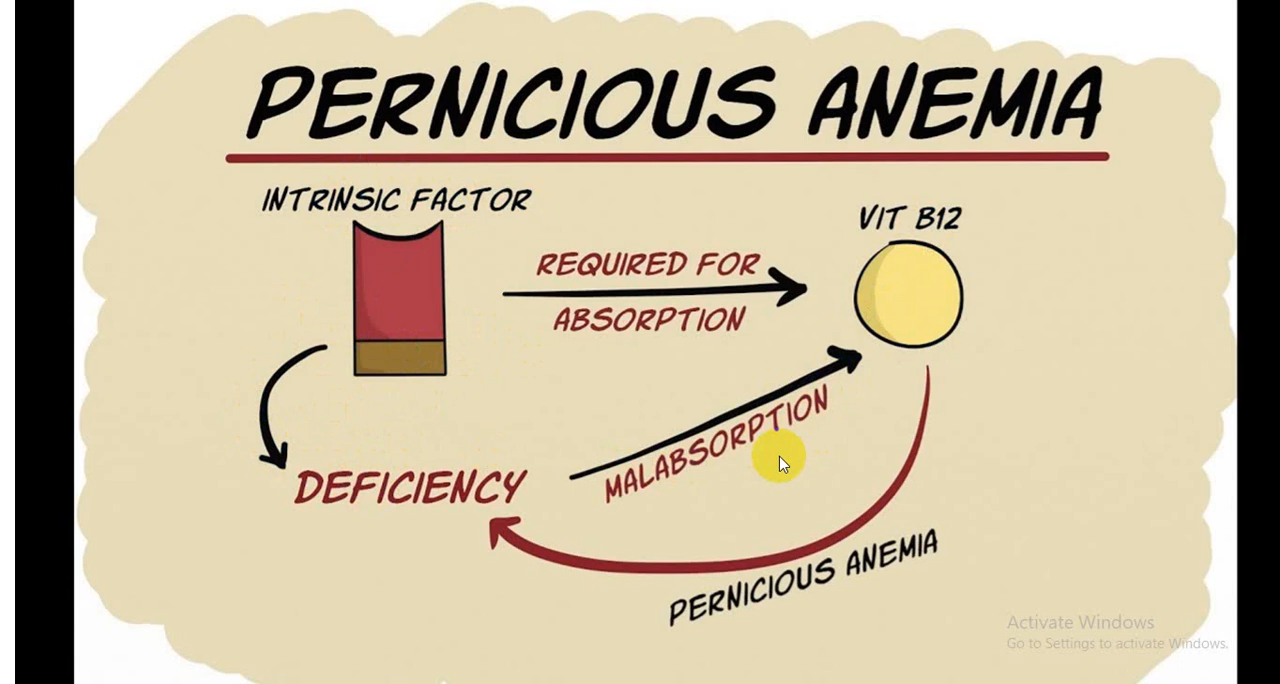 PERNICIOUS ANEMIA
INTRINSIC FACTOR
VIT B12
REQUIRED FOR
ABSORPTION
MALABSORPTION
DEFICIENCY
PERNICIOUS ANEMIA
Activate Windows
Go to Settings to activate Windows.